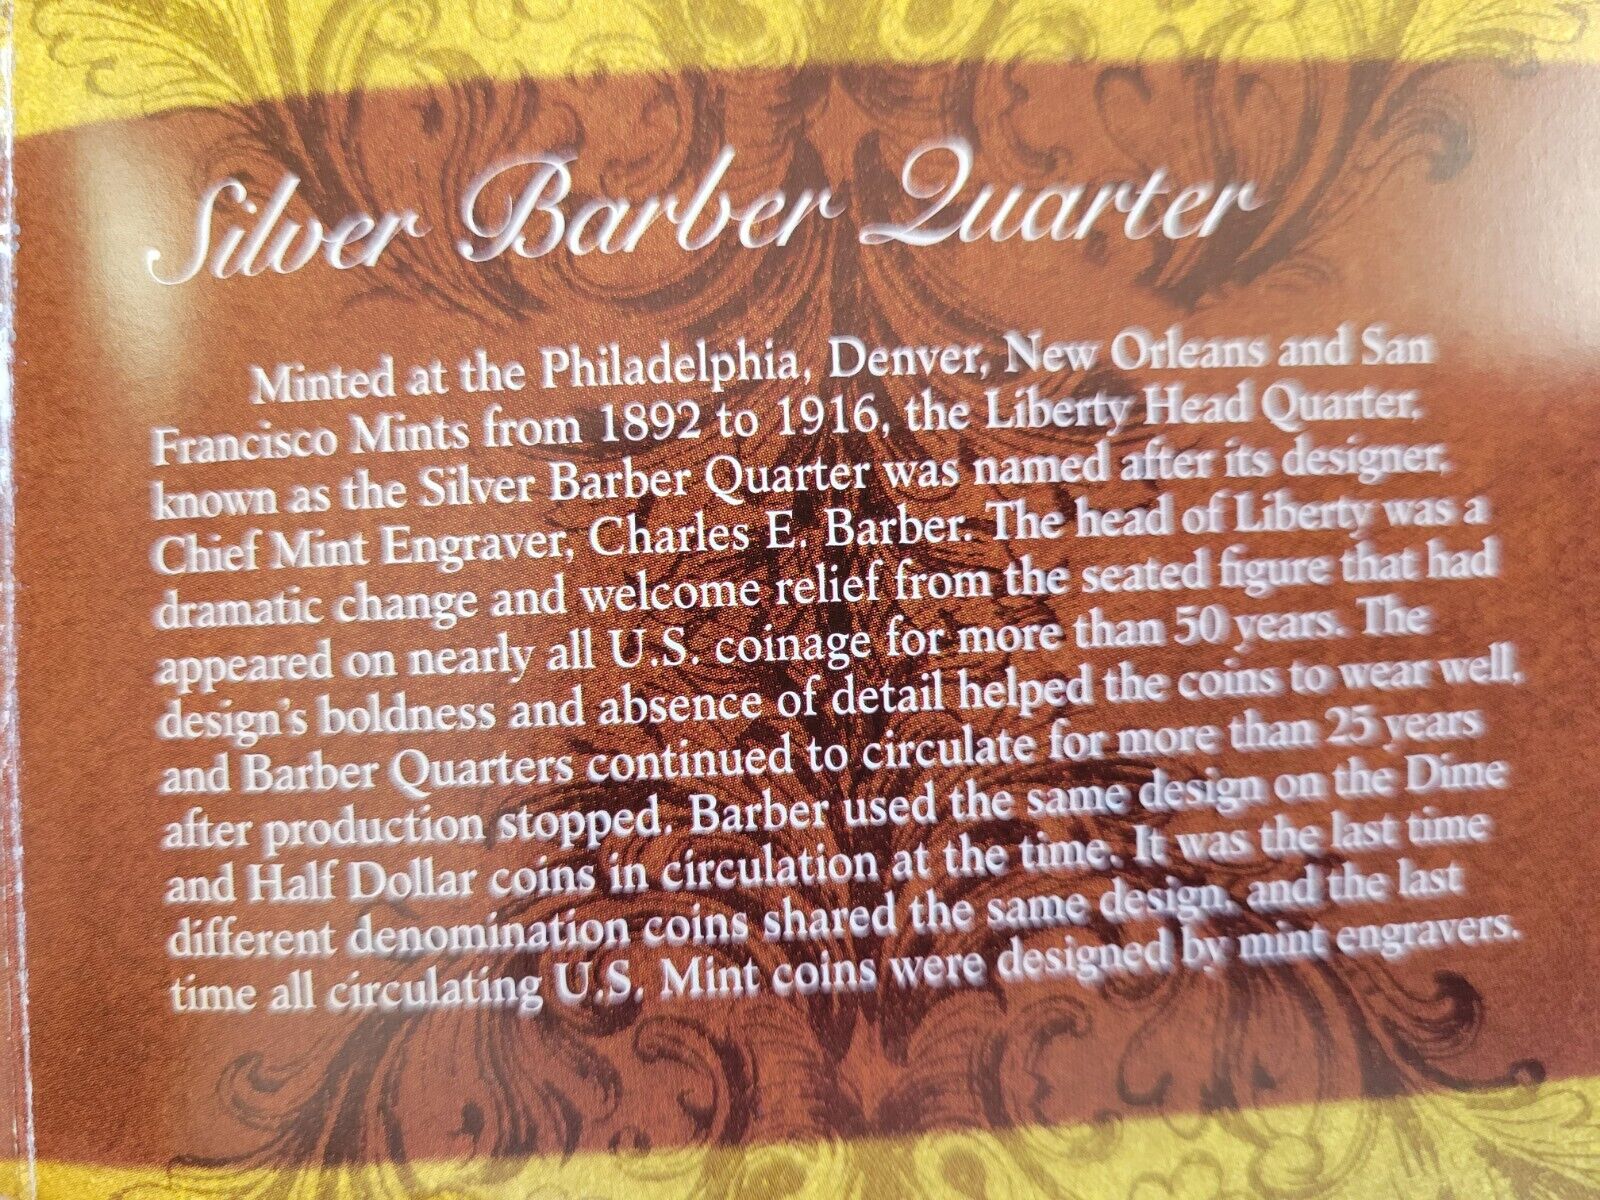 Silver Barber Quarter
Minted at the Philadelphia, Denver, New Orleans and San
Francisco Mints from 1892 to 1916, the Liberty Head Quarter,
known as the Silver Barber Quarter was named after its designer,
Chief Mint Engraver, Charles E. Barber. The head of Liberty was a
dramatic change and welcome relief from the seated figure that had
appeared on nearly all U.S. coinage for more than 50 years. The
design's boldness and absence of detail helped the coins to wear well,
and Barber Quarters continued to circulate for more than 25 years
after production stopped. Barber used the same design on the Dime
and Half Dollar coins in circulation at the time. It was the last time
different denomination coins shared the same design, and the last
time all circulating U.S. Mint coins were designed by mint engravers.